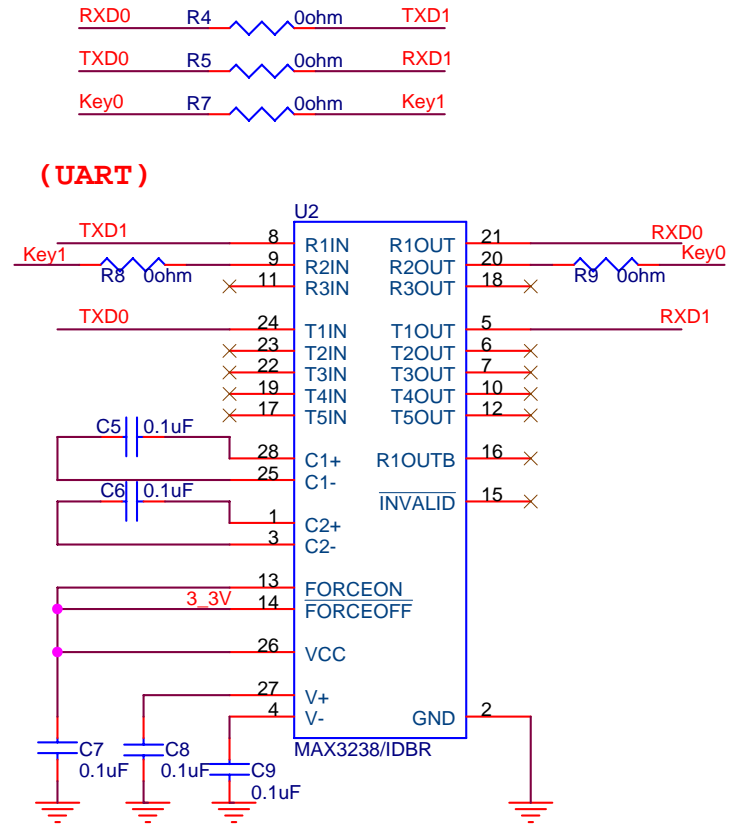 RXD0 R4 0ohm TXD1
TXD0 R5 0ohm RXD1
Key0 R7 0ohm Key1
(UART)
U2
TXD1 8 R1IN R1OUT 21 RXD0
Key1 R8 0ohm 9 R2IN R2OUT 20 R9 0ohm Key0
11 R3IN R3OUT 18
TXD0 24 T1IN T1OUT 5 RXD1
23 T2IN T2OUT 6
22 T3IN T3OUT 7
19 T4IN T4OUT 10
17 T5IN T5OUT 12
C5 0.1uF
28 C1+ R1OUTB 16
25 C1-
C6 0.1uF
INVALID 15
1 C2+
3 C2-
13 FORCEON
3_3V 14 FORCEOFF
26 VCC
27 V+
4 V- GND 2
MAX3238/IDBR
C7 0.1uF
C8 0.1uF
C9 0.1uF